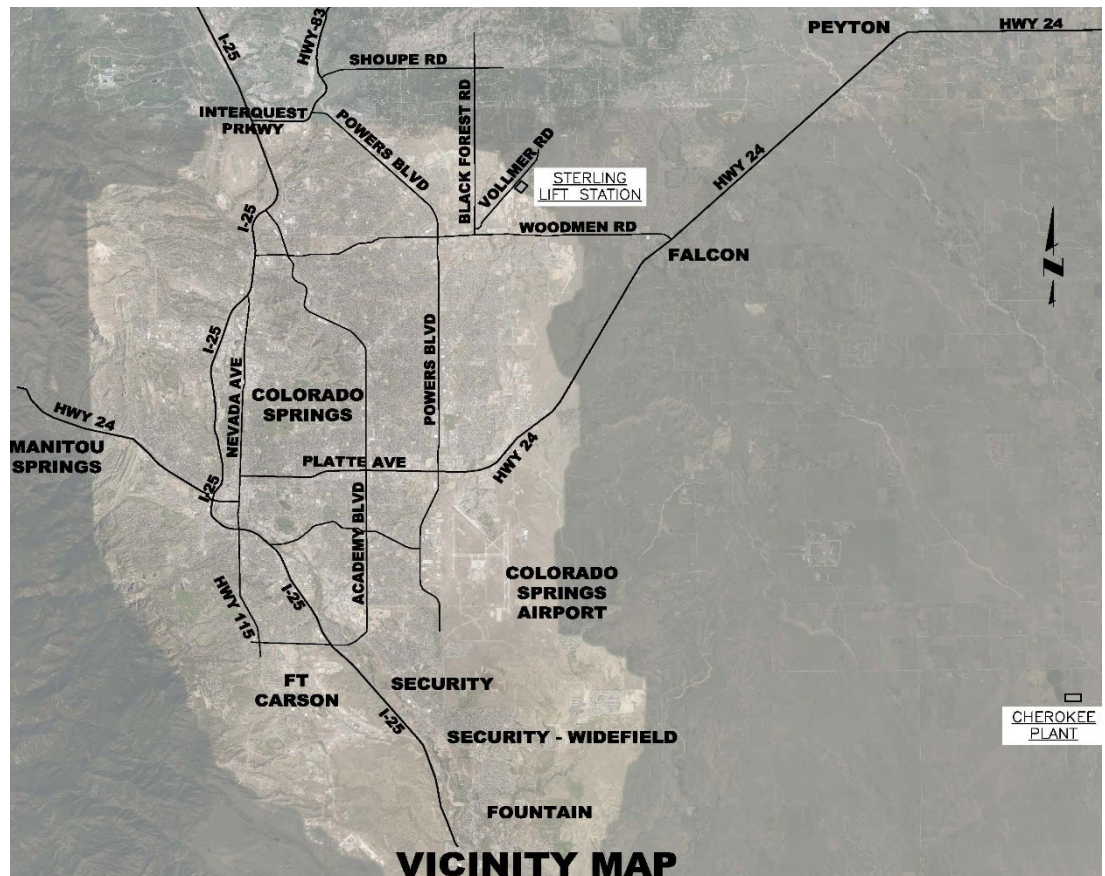 PEYTON
HWY 24
I-25
HWY-83
SHOUPE RD
INTERQUEST
PRKWY
POWERS BLVD
BLACK FOREST RD
VOLLMER RD
STERLING
LIFT STATION
HWY 24
I-25
WOODMEN RD
FALCON
N
I-25
NEVADA AVE
COLORADO
SPRINGS
POWERS BLVD
HWY 24
MANITOU
SPRINGS
PLATTE AVE
HWY 24
I-25
ACADEMY BLVD
COLORADO
SPRINGS
AIRPORT
HWY 115
I-25
FT
CARSON
SECURITY
I-25
SECURITY - WIDEFIELD
CHEROKEE
PLANT
FOUNTAIN
VICINITY MAP